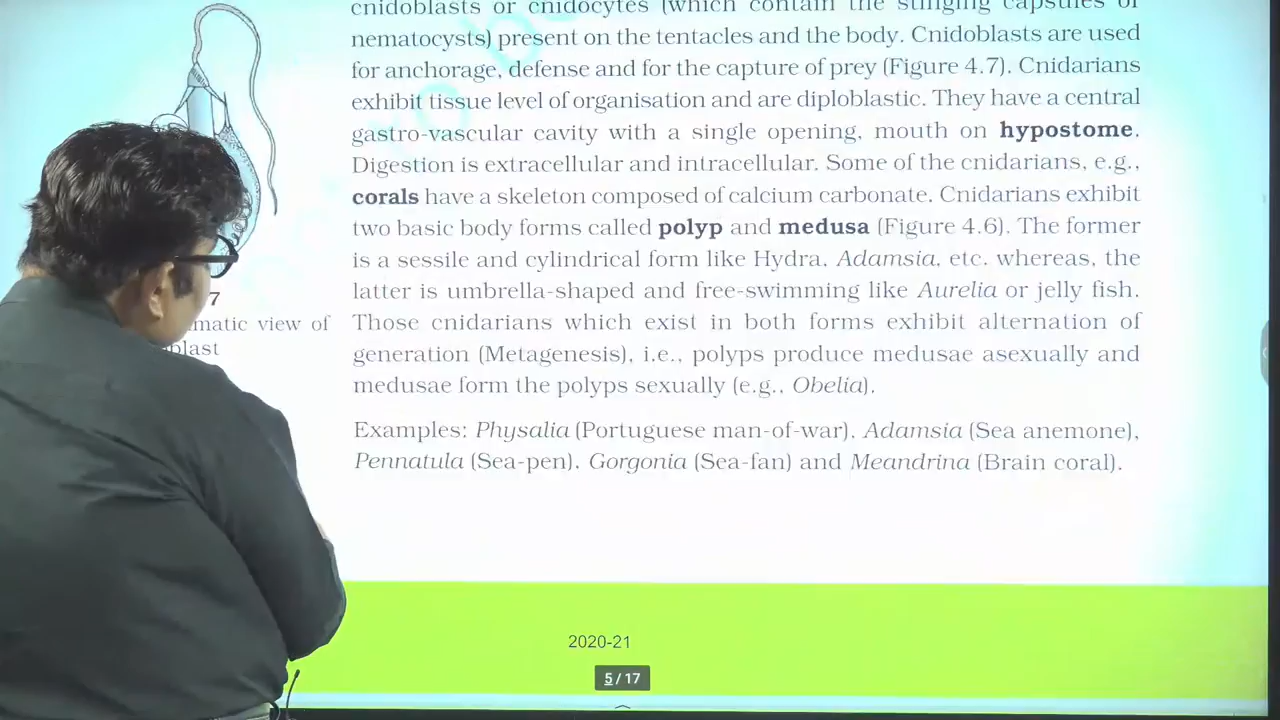 cnidoblasts or cnidocytes (which contain the stinging capsules or
nematocysts) present on the tentacles and the body. Cnidoblasts are used
for anchorage, defense and for the capture of prey (Figure 4.7). Cnidarians
exhibit tissue level of organisation and are diploblastic. They have a central
gastro-vascular cavity with a single opening, mouth on hypostome.
Digestion is extracellular and intracellular. Some of the cnidarians, e.g.,
corals have a skeleton composed of calcium carbonate. Cnidarians exhibit
two basic body forms called polyp and medusa (Figure 4.6). The former
is a sessile and cylindrical form like Hydra, Adamsia, etc. whereas, the
latter is umbrella-shaped and free-swimming like Aurelia or jelly fish.
Those cnidarians which exist in both forms exhibit alternation of
generation (Metagenesis), i.e., polyps produce medusae asexually and
medusae form the polyps sexually (e.g., Obelia).
Examples: Physalia (Portuguese man-of-war), Adamsia (Sea anemone),
Pennatula (Sea-pen), Gorgonia (Sea-fan) and Meandrina (Brain coral).
7
matic view of
blast
2020-21
5 / 17